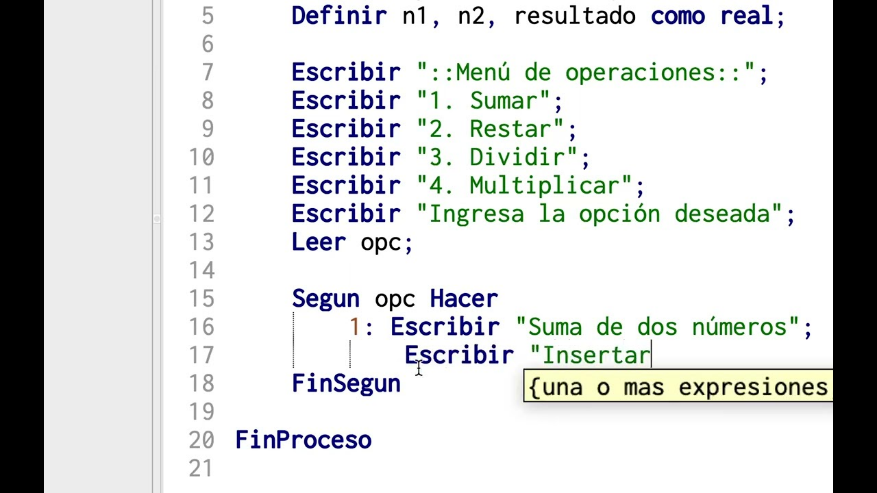 5 Definir n1, n2, resultado como real;
6
7 Escribir "::Menú de operaciones::";
8 Escribir "1. Sumar";
9 Escribir "2. Restar";
10 Escribir "3. Dividir";
11 Escribir "4. Multiplicar";
12 Escribir "Ingresa la opción deseada";
13 Leer opc;
14
15 Segun opc Hacer
16 1: Escribir "Suma de dos números";
17 Escribir "Insertar
18 FinSegun
{una o mas expresiones
19
20 FinProceso
21